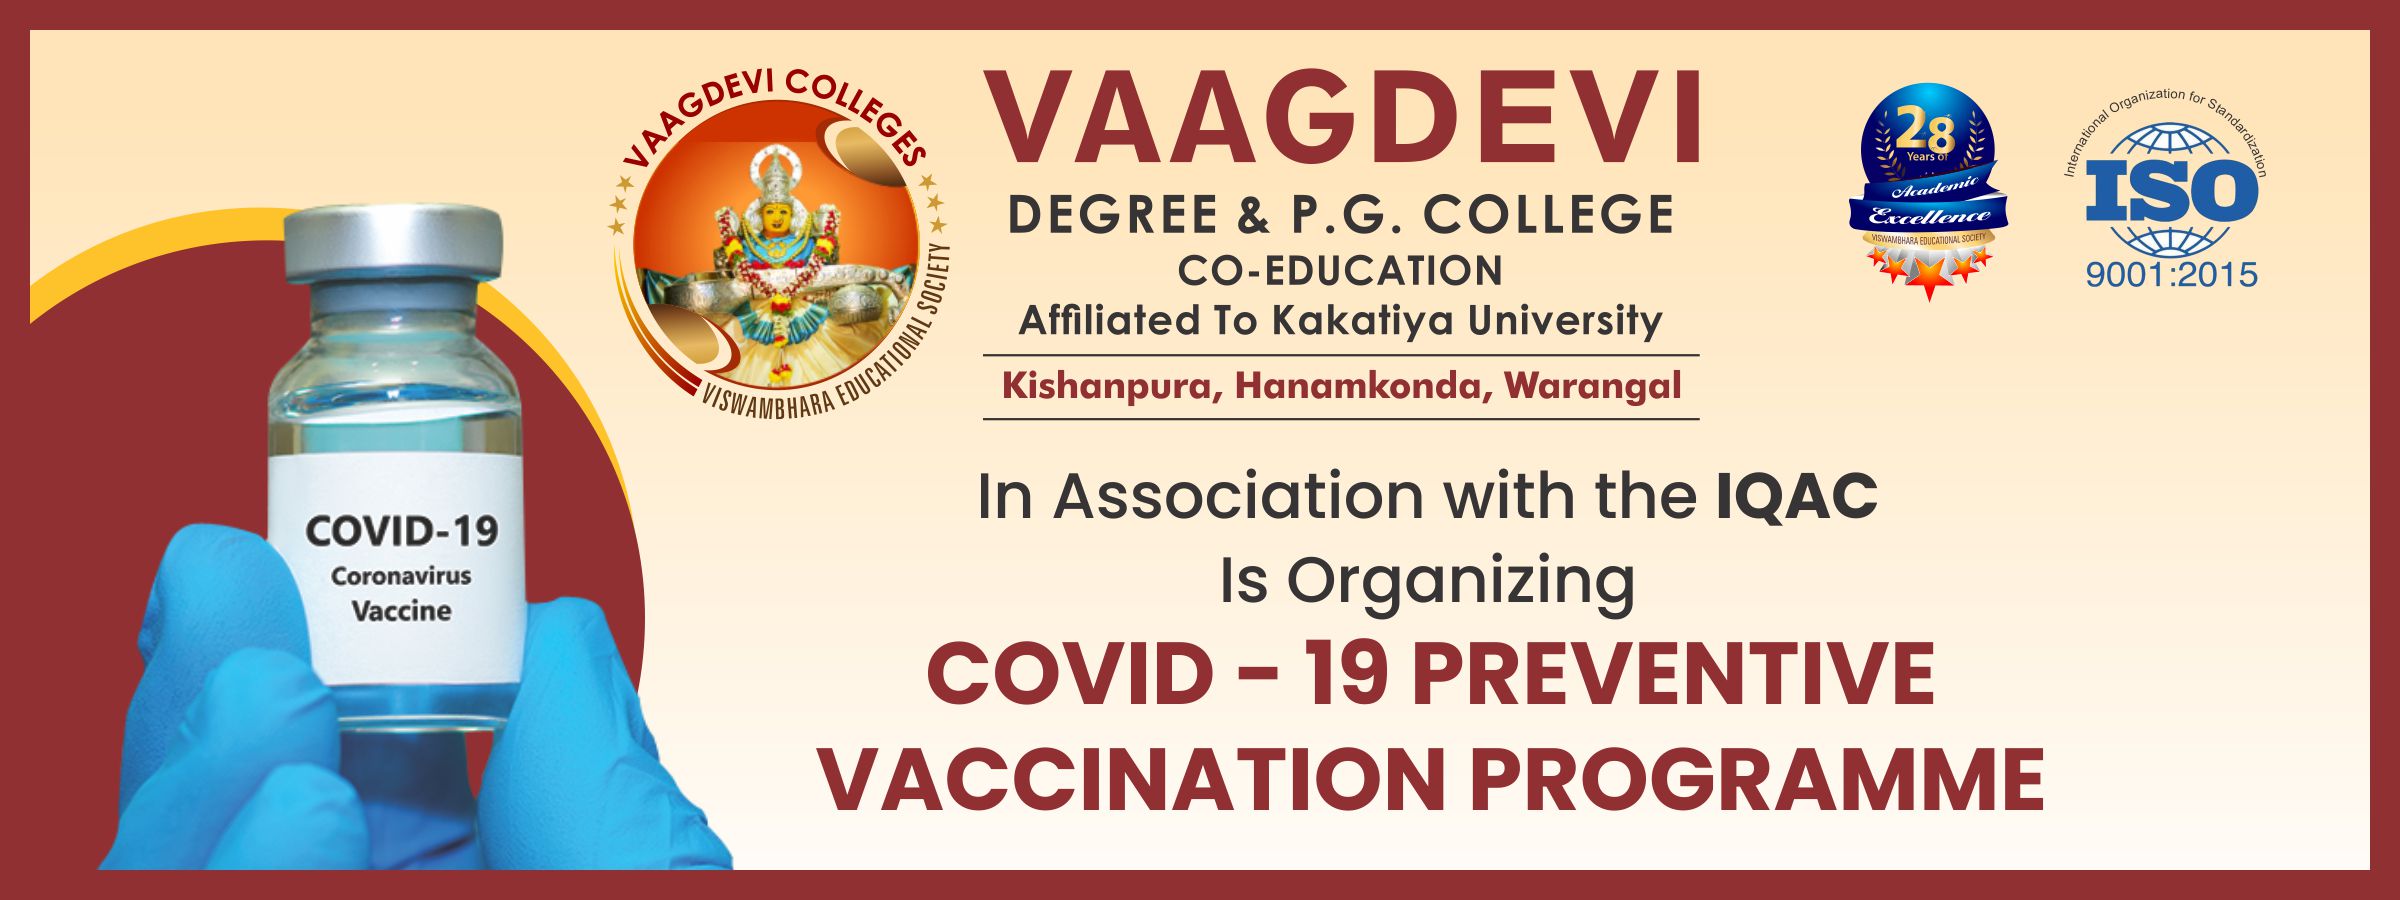 VAAGDEVI COLLEGES
VISWAMBHARA EDUCATIONAL SOCIETY
VAAGDEVI
DEGREE & P.G. COLLEGE
CO-EDUCATION
Affiliated To Kakatiya University
Kishanpura, Hanamkonda, Warangal
28
Years of
Academic
Excellence
VISWAMBHARA EDUCATIONAL SOCIETY
International Organization for Standardization
ISO
9001:2015
In Association with the IQAC
Is Organizing
COVID - 19 PREVENTIVE
VACCINATION PROGRAMME
COVID-19
Coronavirus
Vaccine